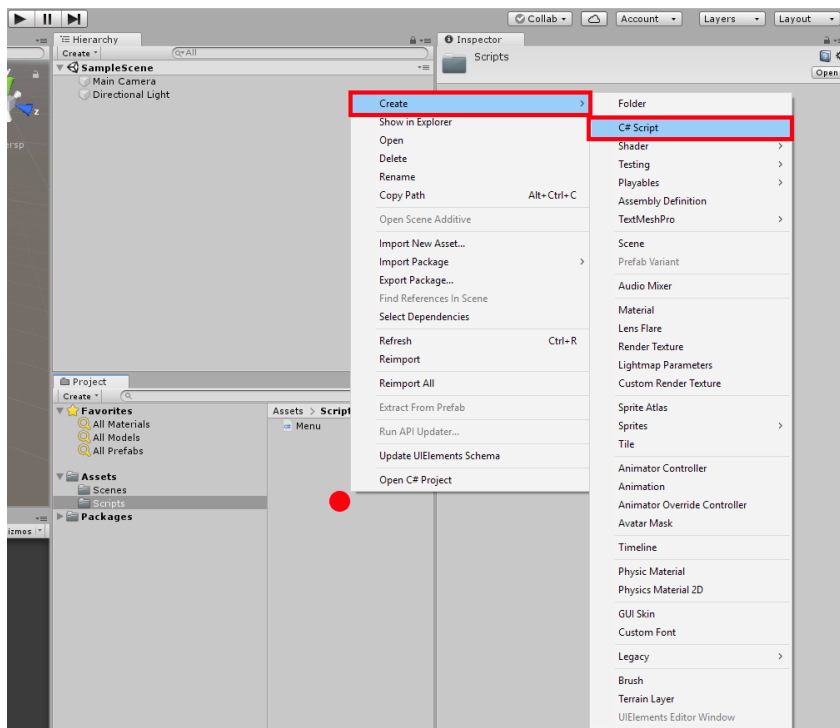 Collab
Account
Layers
Layout
Hierarchy
Create
All
SampleScene
Main Camera
Directional Light
Inspector
Scripts
Open
z
ersp
Create
Show in Explorer
Open
Delete
Rename
Copy Path Alt+Ctrl+C
Open Scene Additive
Import New Asset...
Import Package
Export Package...
Find References In Scene
Select Dependencies
Refresh Ctrl+R
Reimport
Reimport All
Extract From Prefab
Run API Updater...
Update UIElements Schema
Open C# Project
Folder
C# Script
Shader
Testing
Playables
Assembly Definition
TextMeshPro
Scene
Prefab Variant
Audio Mixer
Material
Lens Flare
Render Texture
Lightmap Parameters
Custom Render Texture
Sprite Atlas
Sprites
Tile
Animator Controller
Animation
Animator Override Controller
Avatar Mask
Timeline
Physic Material
Physics Material 2D
GUI Skin
Custom Font
Legacy
Brush
Terrain Layer
UIElements Editor Window
Project
Create
Favorites
All Materials
All Models
All Prefabs
Assets
Scenes
Scripts
Packages
Assets > Script
Menu
izmos